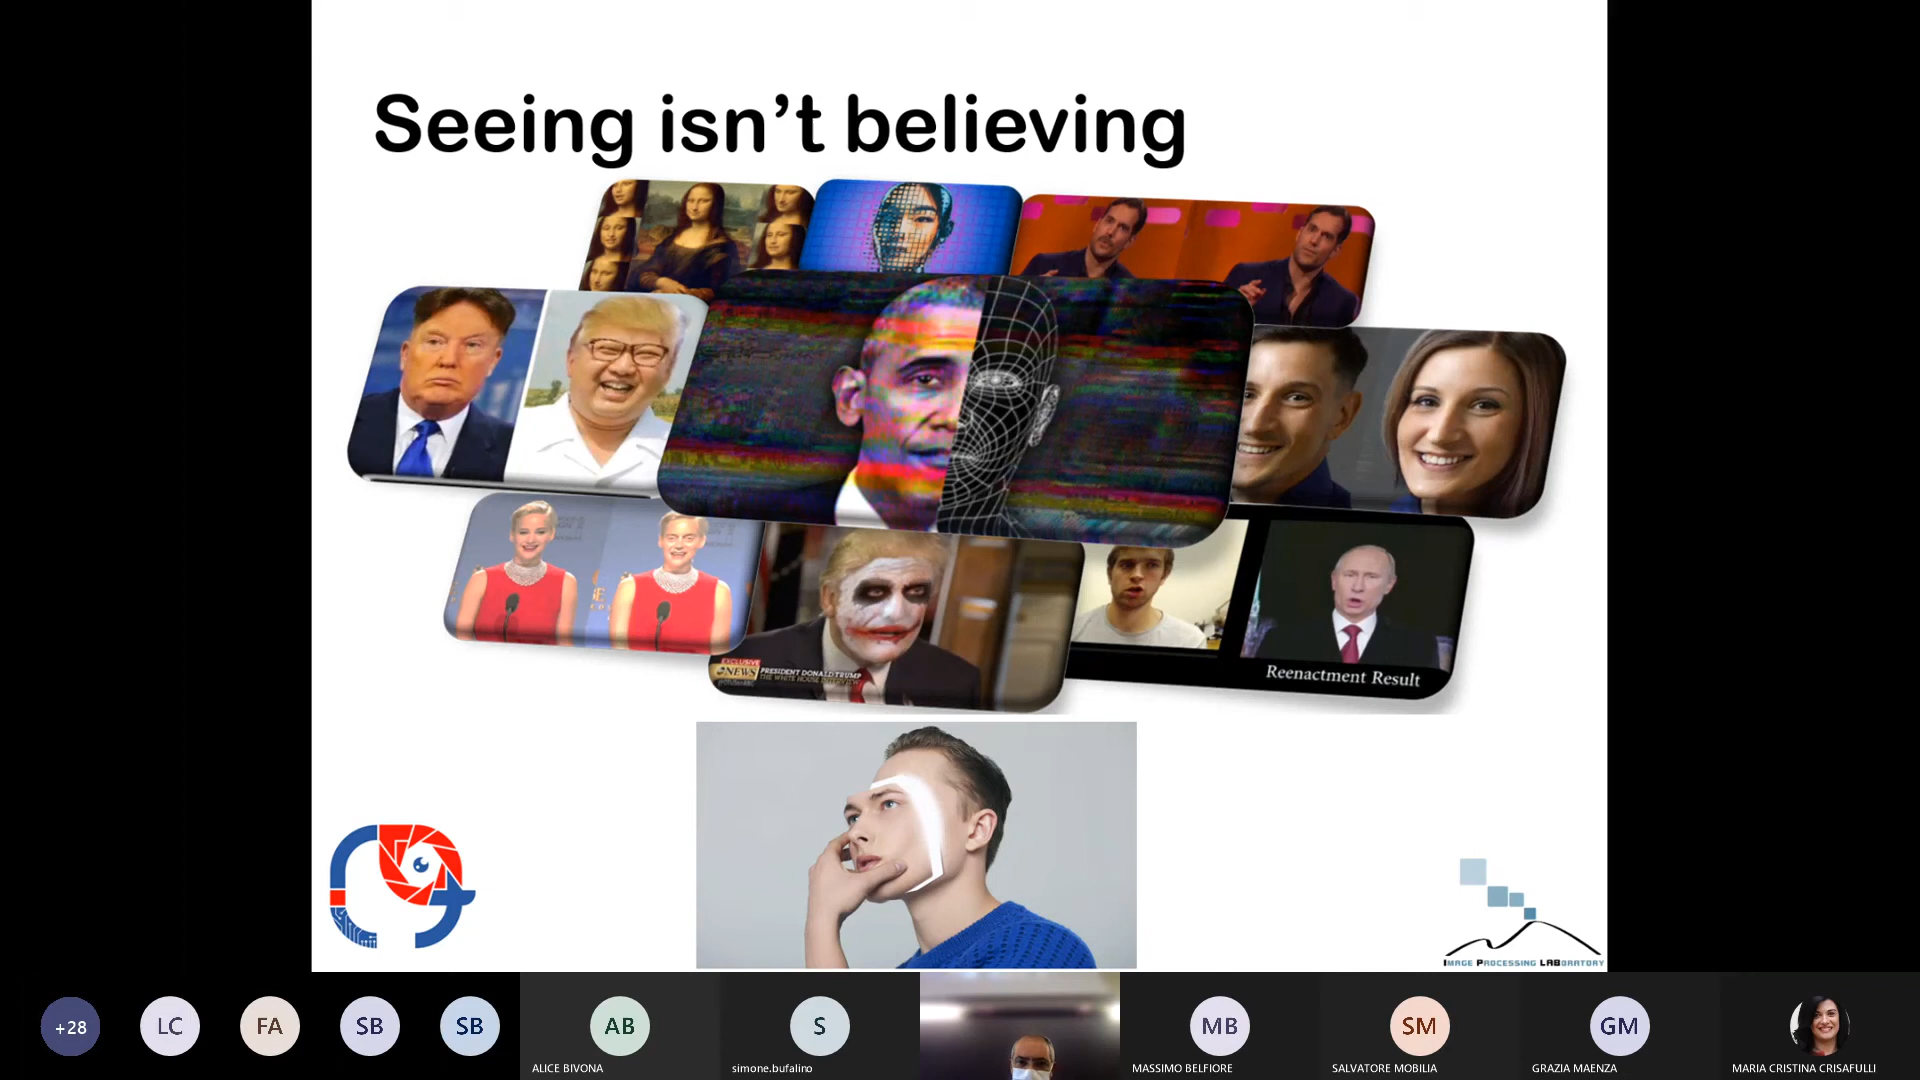 Seeing isn't believing
EXCLUSIVE
NEWS
PRESIDENT DONALD TRUMP
Reenactment Result
IMAGE PROCESSING LABORATORY
+28
LC
FA
SB
SB
AB
S
MB
SM
GM
ALICE BIVONA
simone.bufalino
MASSIMO BELFIORE
SALVATORE MOBILIA
GRAZIA MAENZA
MARIA CRISTINA CRISAFULLI